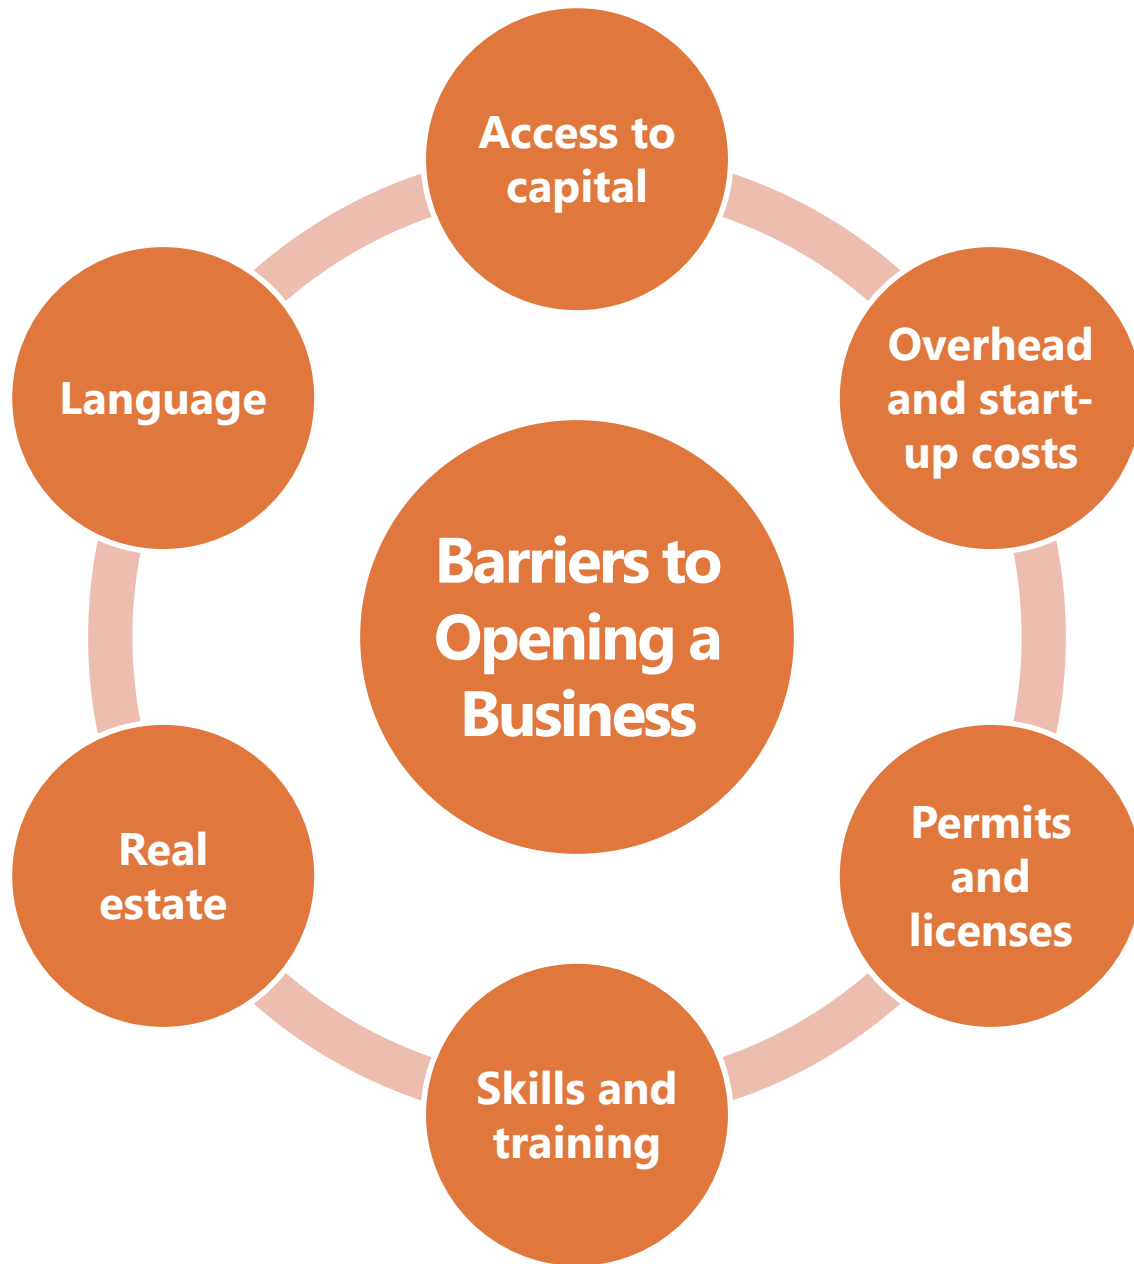 Access to
capital
Overhead
and start-
up costs
Permits
and
licenses
Skills and
training
Real
estate
Language
Barriers to
Opening a
Business